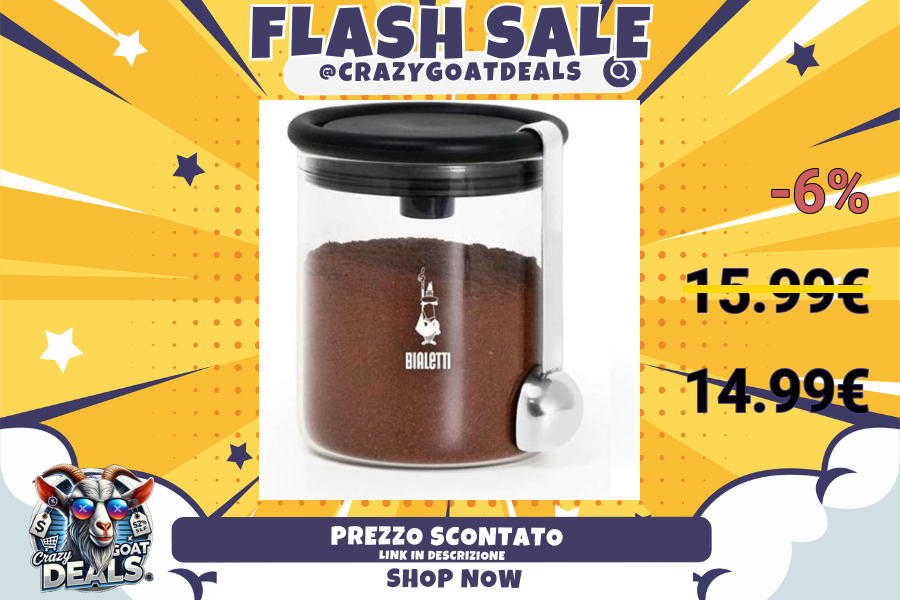 FLASH SALE
@CRAZYGOATDEALS
-6%
15.99€
14.99€
BIALETTI
$
52%
Crazy
GOAT
DEALS
PREZZO SCONTATO
LINK IN DESCRIZIONE
SHOP NOW